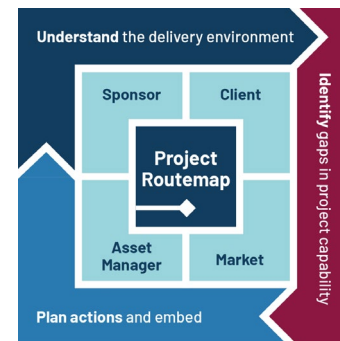 Understand the delivery environment
Sponsor
Client
Project
Routemap
Asset
Manager
Market
Identify gaps in project capability
Plan actions and embed